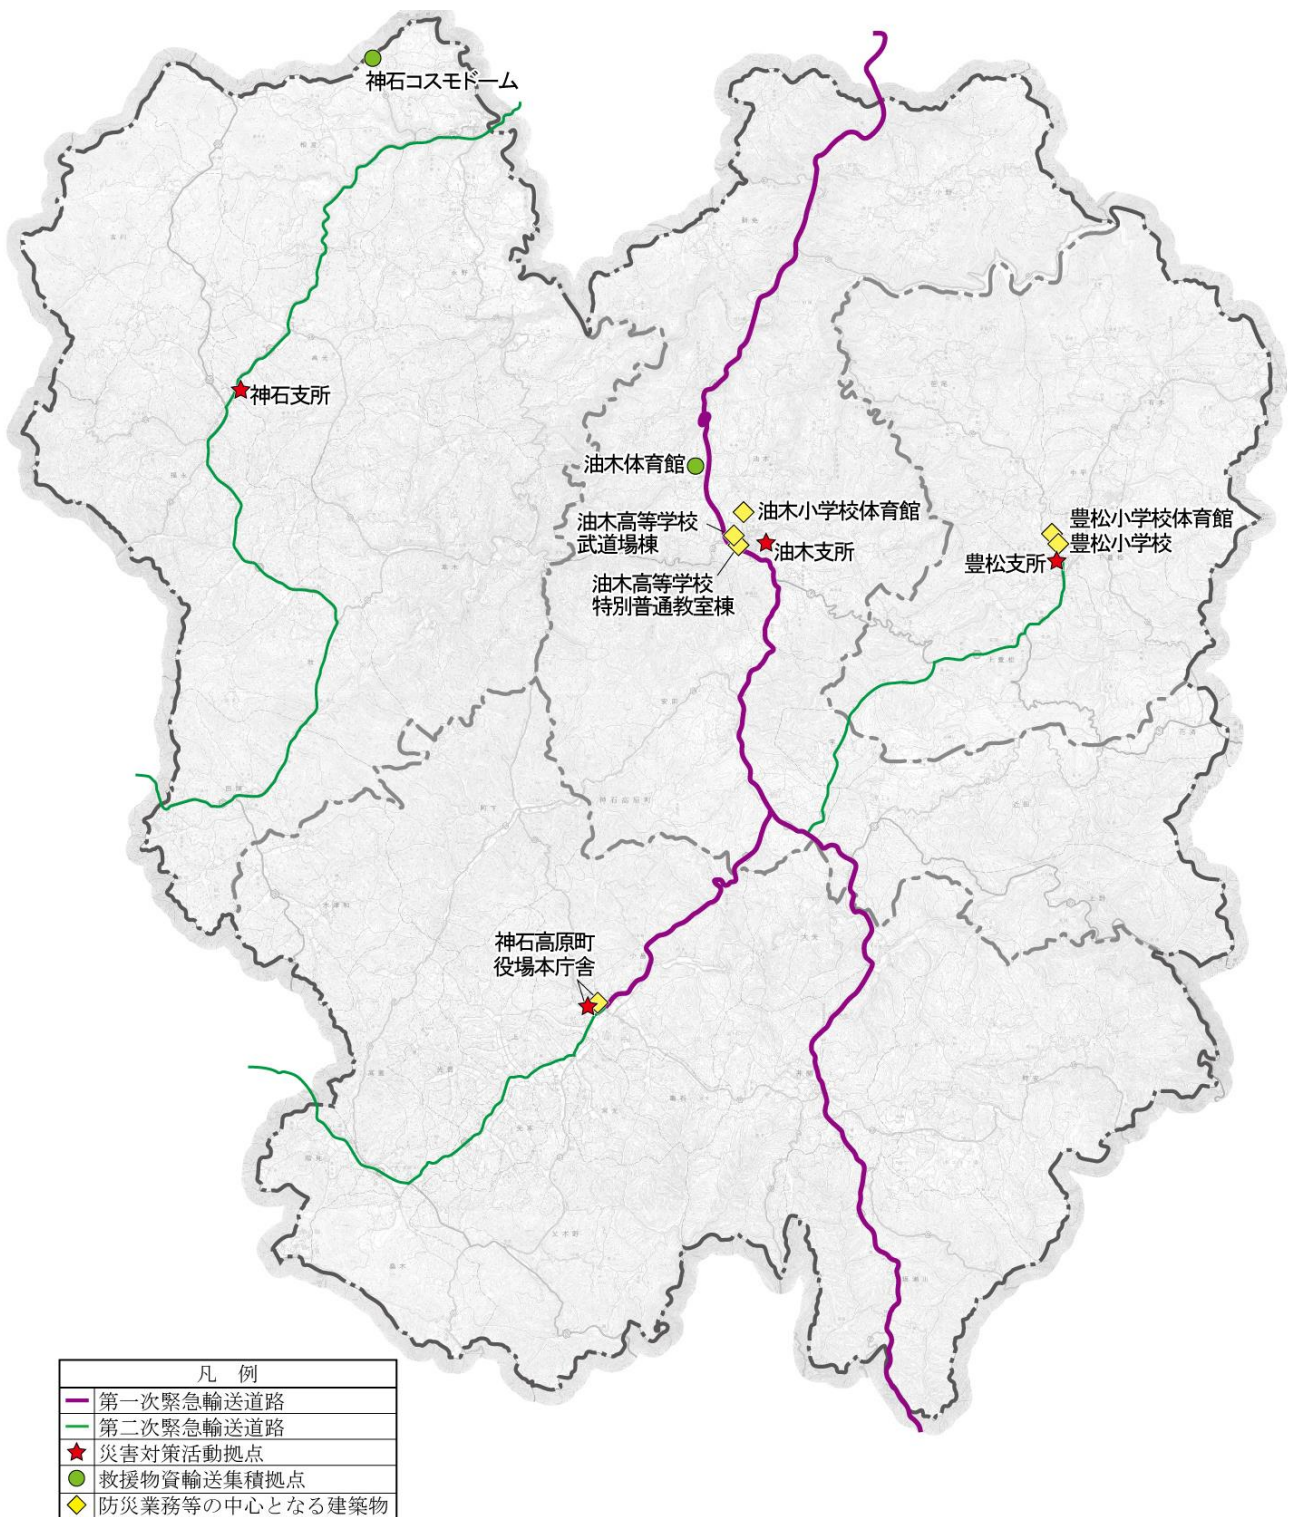 神石コスモドーム
神石支所
油木体育館
油木小学校体育館
油木高等学校
武道場棟
油木支所
油木高等学校
特別普通教室棟
豊松小学校体育館
豊松小学校
豊松支所
神石高原町
役場本庁舎
凡 例
第一次緊急輸送道路
第二次緊急輸送道路
災害対策活動拠点
救援物資輸送集積拠点
防災業務等の中心となる建築物